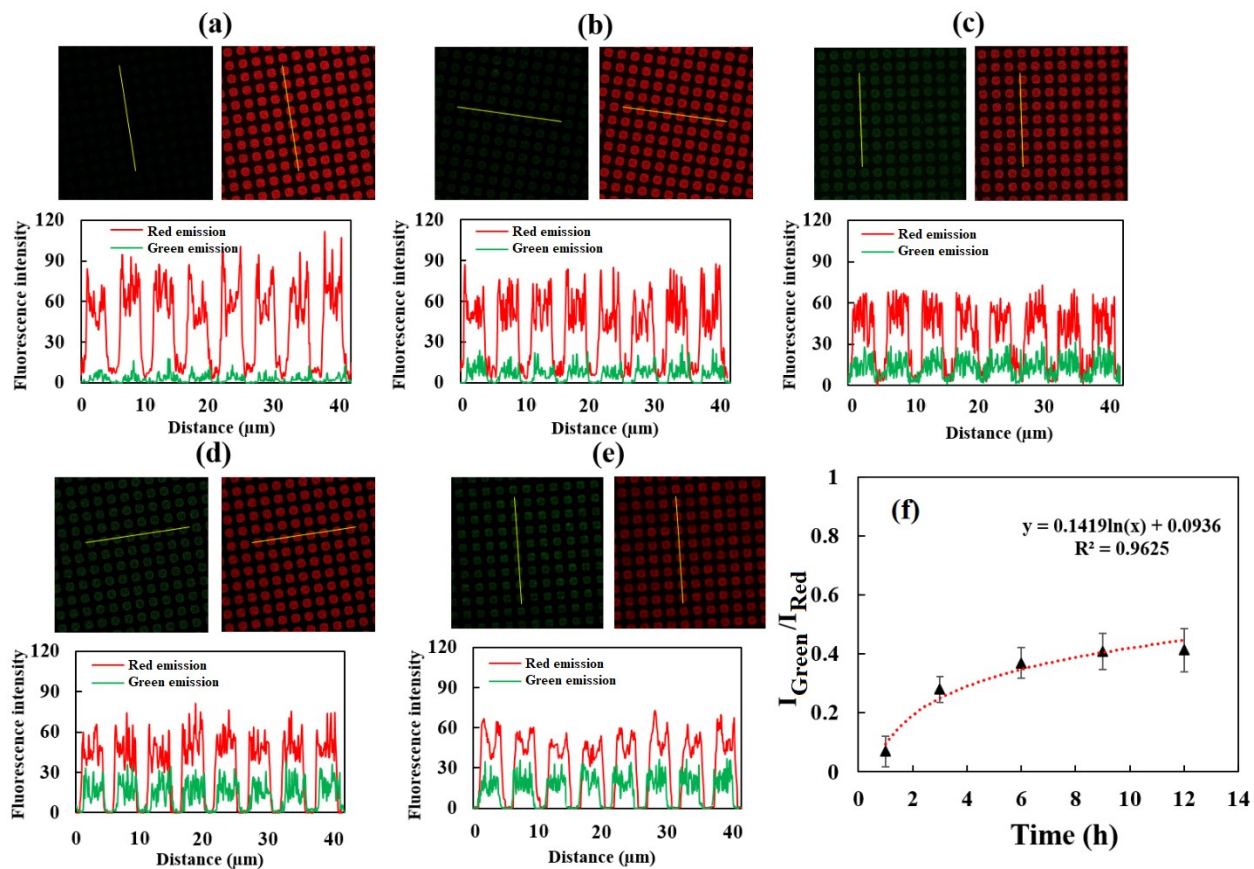 (a)
(b)
(c)
Fluorescence intensity
120
90
60
30
0
Red emission
Green emission
0 10 20 30 40
Distance (µm)
Fluorescence intensity
120
90
60
30
0
Red emission
Green emission
0 10 20 30 40
Distance (µm)
Fluorescence intensity
120
90
60
30
0
Red emission
Green emission
0 10 20 30 40
Distance (µm)
(d)
(e)
Fluorescence intensity
120
90
60
30
0
Red emission
Green emission
0 10 20 30 40
Distance (µm)
Fluorescence intensity
120
90
60
30
0
Red emission
Green emission
0 10 20 30 40
Distance (µm)
(f)
y = 0.1419ln(x) + 0.0936
R² = 0.9625
I Green /I Red
1
0.8
0.6
0.4
0.2
0
0 2 4 6 8 10 12 14
Time (h)